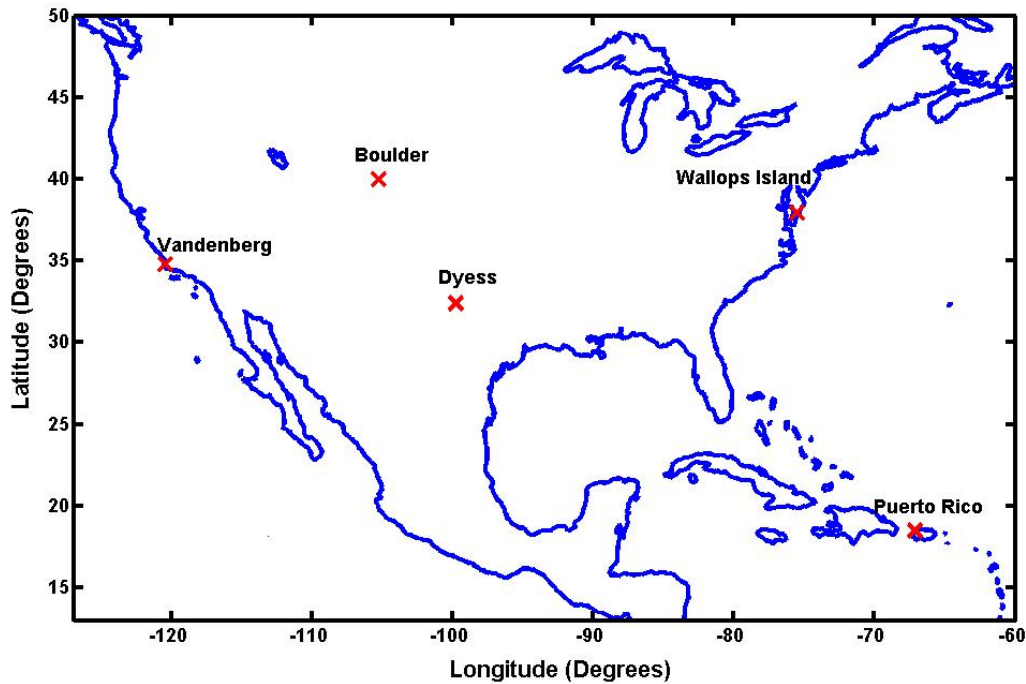 50
45
40
35
30
25
20
15
Latitude (Degrees)
Boulder
Wallops Island
Vandenberg
Dyess
Puerto Rico
-120
-110
-100
-90
-80
-70
-60
Longitude (Degrees)